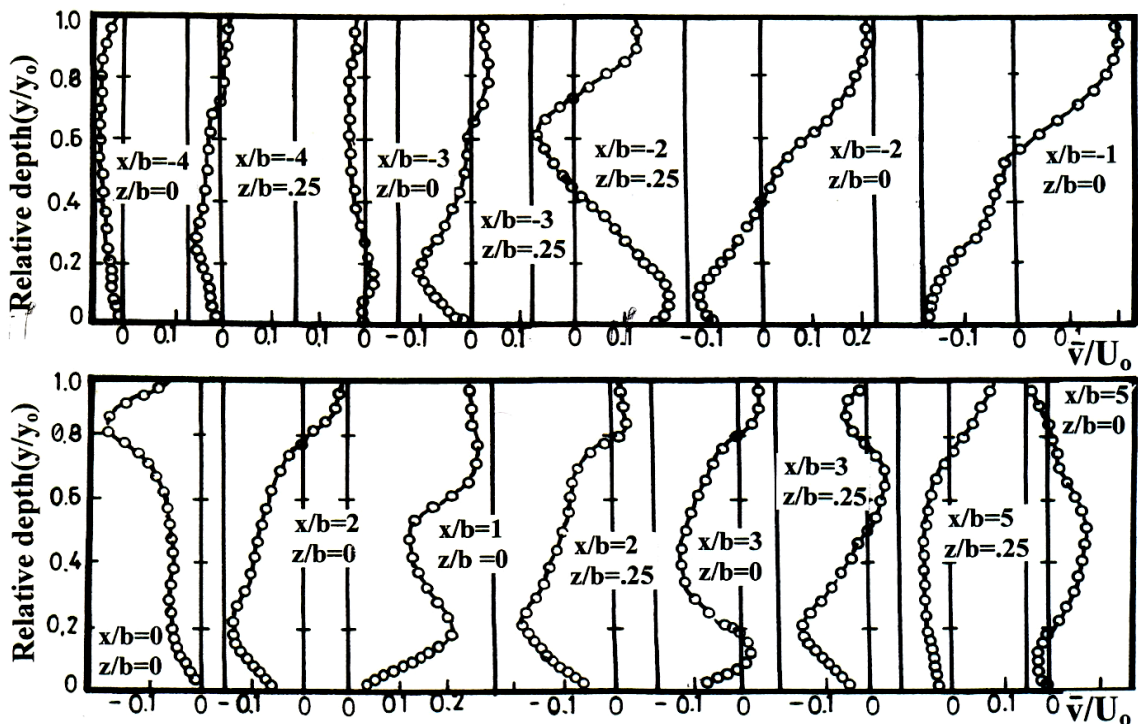 Relative depth(y/yo)
1.0
0.8
0.6
0.4
0.2
0
x/b=-4
z/b=0
x/b=-4
z/b=.25
x/b=-3
z/b=0
x/b=-3
z/b=.25
x/b=-2
z/b=.25
x/b=-2
z/b=0
x/b=-1
z/b=0
0 0.1 0 0.1 0.1 0 0.1 0 0.1 0 0.1 -0.1 0 0.1 0.2 -0.1 0 0.1
v̄/Uo
Relative depth(y/yo)
1.0
0.8
0.6
0.4
0.2
0
x/b=0
z/b=0
x/b=2
z/b=0
x/b=1
z/b =0
x/b=2
z/b=.25
x/b=3
z/b=0
x/b=3
z/b=.25
x/b=5
z/b=.25
x/b=5
z/b=0
-0.1 0 -0.1 0 0 0.1 0.2 -0.1 0 -0.1 0 -0.1 0 0 0.1 0
v̄/Uo